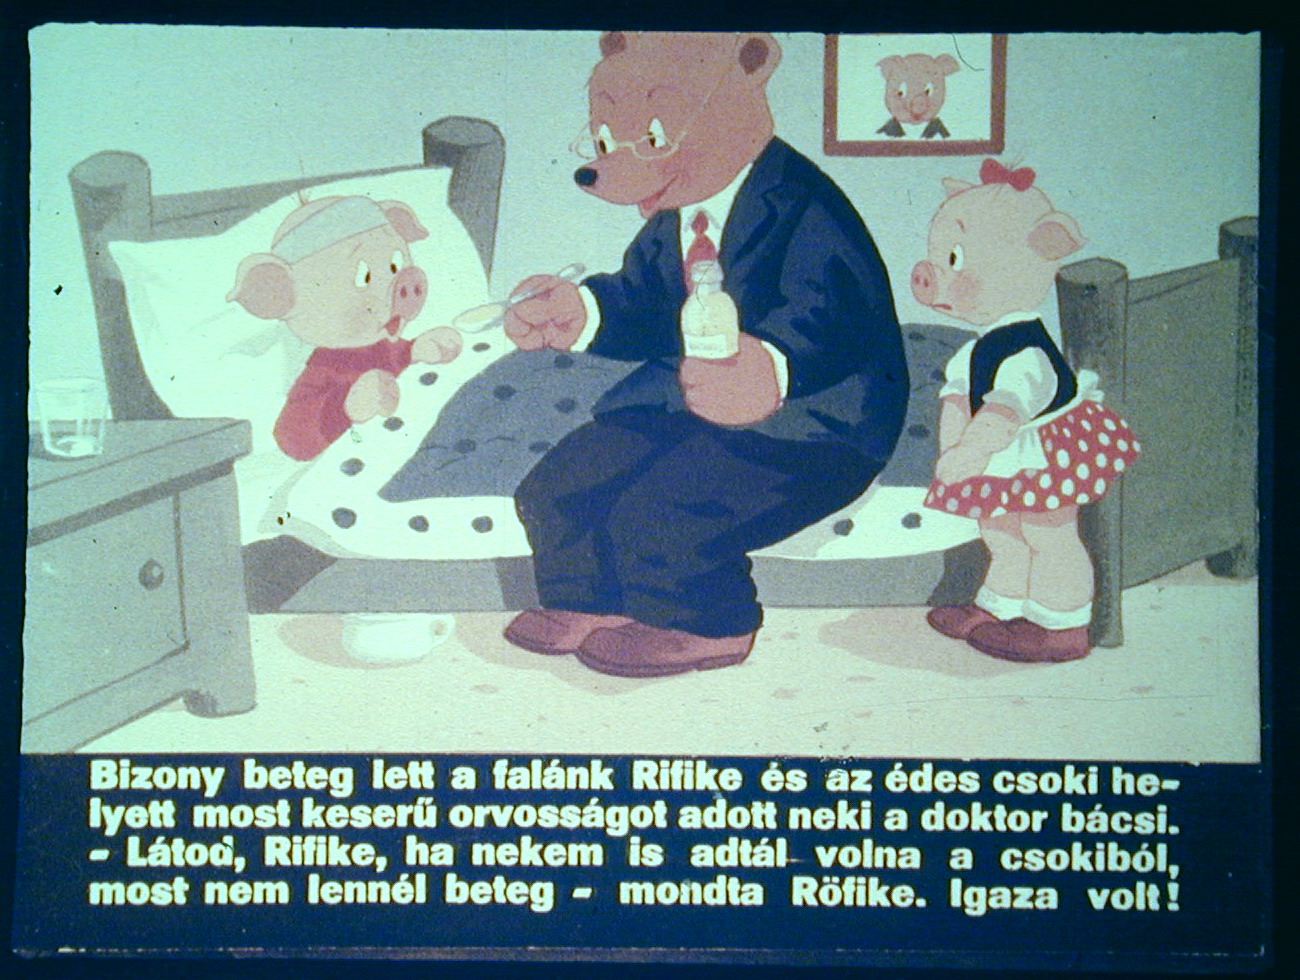 Bizony beteg lett a falánk Rifike és az édes csoki he-
lyett most keserű orvosságot adott neki a doktor bácsi.
- Látod, Rifike, ha nekem is adtál volna a csokiból,
most nem lennél beteg - mondta Röfike. Igaza volt!